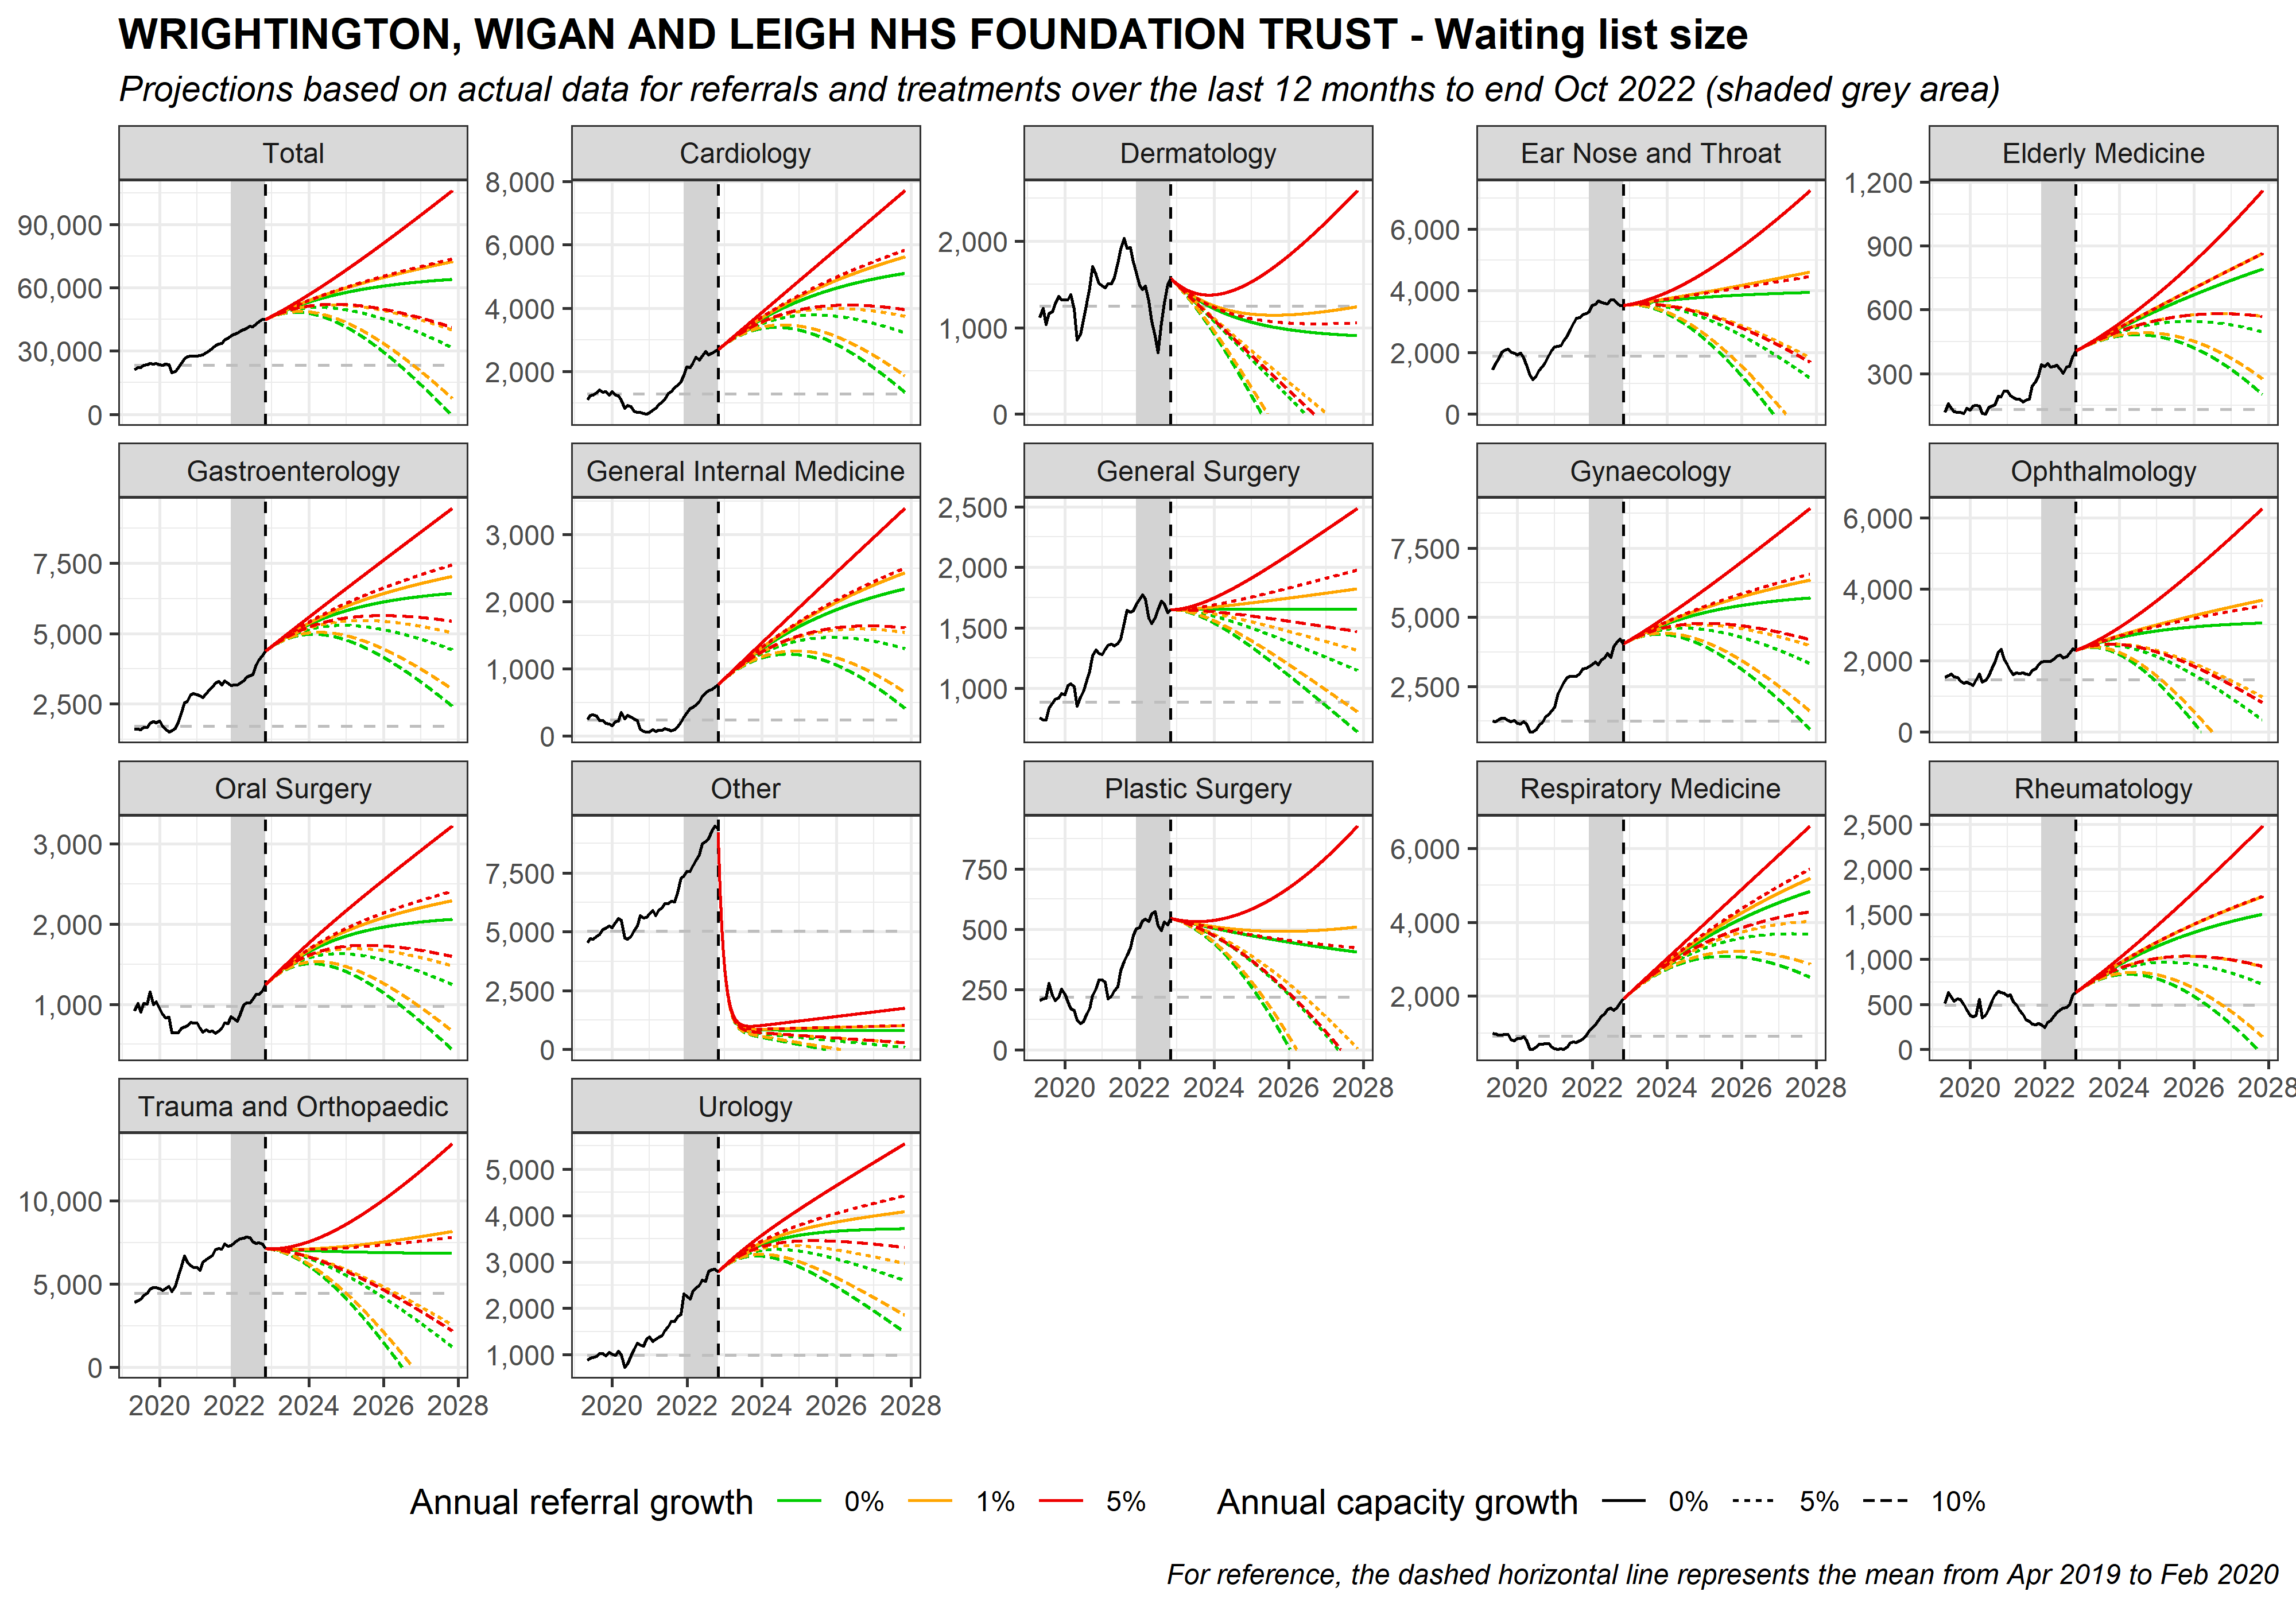 WRIGHTINGTON, WIGAN AND LEIGH NHS FOUNDATION TRUST - Waiting list size
Projections based on actual data for referrals and treatments over the last 12 months to end Oct 2022 (shaded grey area)
Total
90,000
60,000
30,000
0
Cardiology
8,000
6,000
4,000
2,000
Dermatology
2,000
1,000
0
Ear Nose and Throat
6,000
4,000
2,000
0
Elderly Medicine
1,200
900
600
300
Gastroenterology
7,500
5,000
2,500
General Internal Medicine
3,000
2,000
1,000
0
General Surgery
2,500
2,000
1,500
1,000
Gynaecology
7,500
5,000
2,500
Ophthalmology
6,000
4,000
2,000
0
Oral Surgery
3,000
2,000
1,000
Other
7,500
5,000
2,500
0
Plastic Surgery
750
500
250
0
2020 2022 2024 2026 2028
Respiratory Medicine
6,000
4,000
2,000
2020 2022 2024 2026 2028
Rheumatology
2,500
2,000
1,500
1,000
500
0
2020 2022 2024 2026 2028
Trauma and Orthopaedic
10,000
5,000
0
2020 2022 2024 2026 2028
Urology
5,000
4,000
3,000
2,000
1,000
2020 2022 2024 2026 2028
Annual referral growth 0% 1% 5% Annual capacity growth 0% 5% 10%
For reference, the dashed horizontal line represents the mean from Apr 2019 to Feb 2020